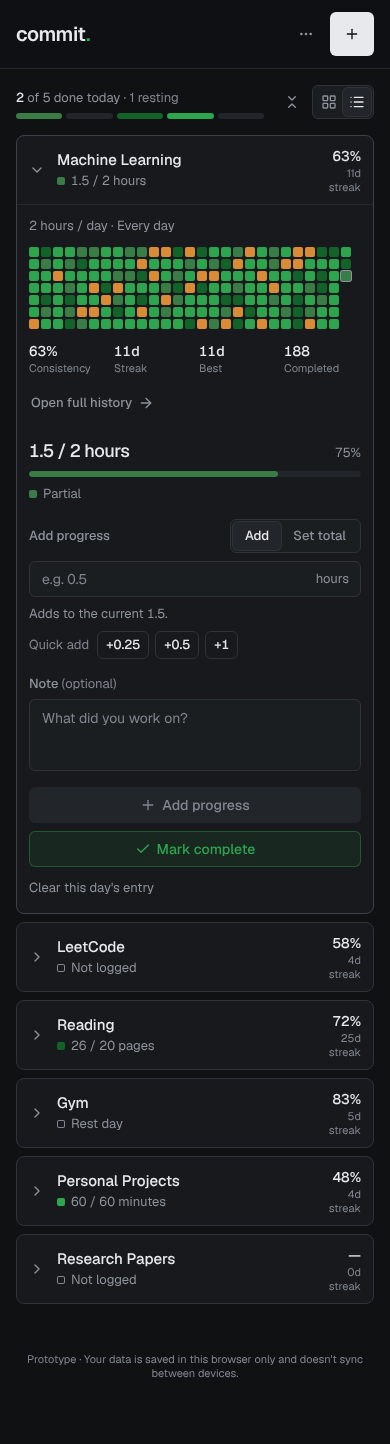 commit.
2 of 5 done today · 1 resting
Machine Learning
1.5 / 2 hours
63%
11d
streak
2 hours / day · Every day
63%
Consistency
11d
Streak
11d
Best
188
Completed
Open full history →
1.5 / 2 hours
75%
Partial
Add progress
Add
Set total
e.g. 0.5
hours
Adds to the current 1.5.
Quick add
+0.25
+0.5
+1
Note (optional)
What did you work on?
+ Add progress
✓ Mark complete
Clear this day's entry
LeetCode
Not logged
58%
4d
streak
Reading
26 / 20 pages
72%
25d
streak
Gym
Rest day
83%
5d
streak
Personal Projects
60 / 60 minutes
48%
4d
streak
Research Papers
Not logged
—
0d
streak
Prototype · Your data is saved in this browser only and doesn't sync
between devices.